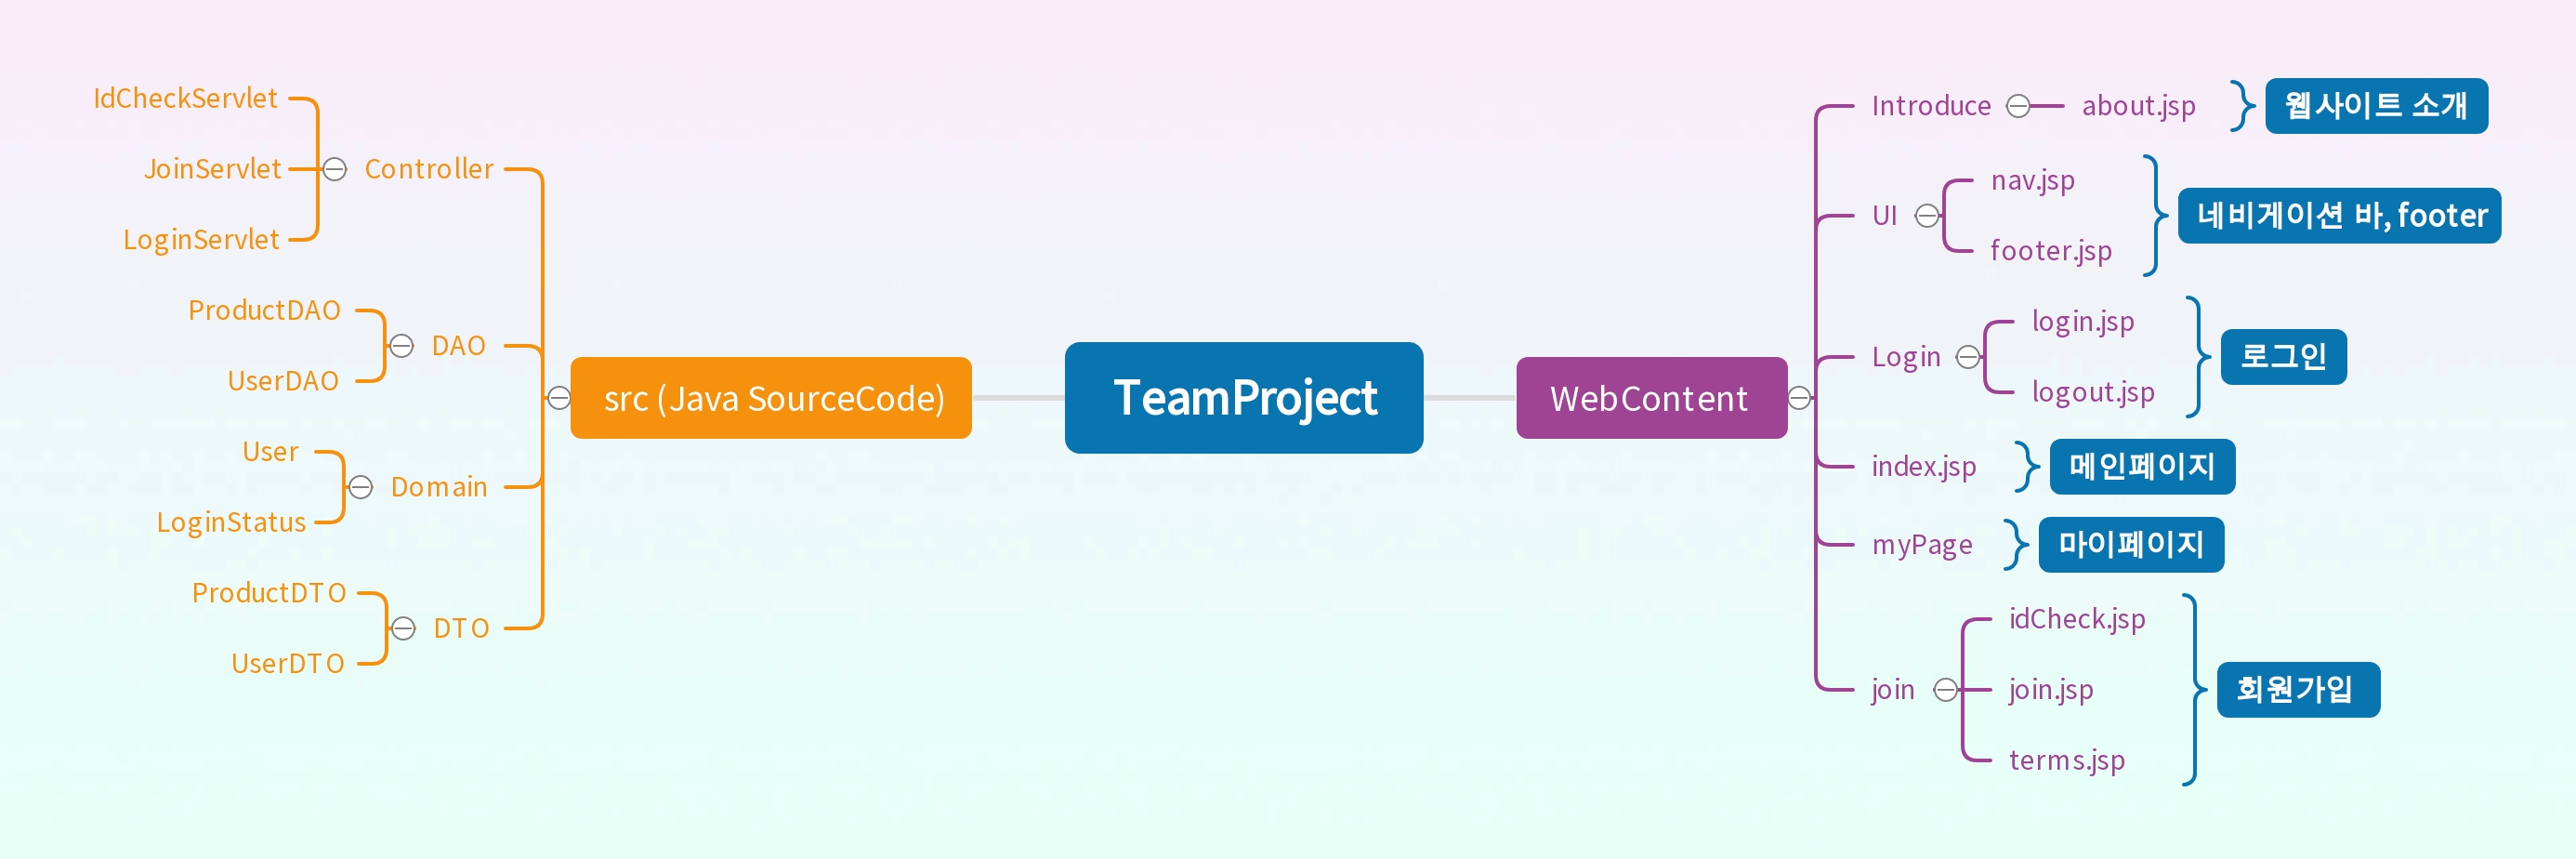 TeamProject
src (Java SourceCode)
Controller
IdCheckServlet
JoinServlet
LoginServlet
DAO
ProductDAO
UserDAO
Domain
User
LoginStatus
DTO
ProductDTO
UserDTO
WebContent
Introduce
about.jsp
웹사이트 소개
UI
nav.jsp
footer.jsp
네비게이션 바, footer
Login
login.jsp
logout.jsp
로그인
index.jsp
메인페이지
myPage
마이페이지
join
idCheck.jsp
join.jsp
terms.jsp
회원가입